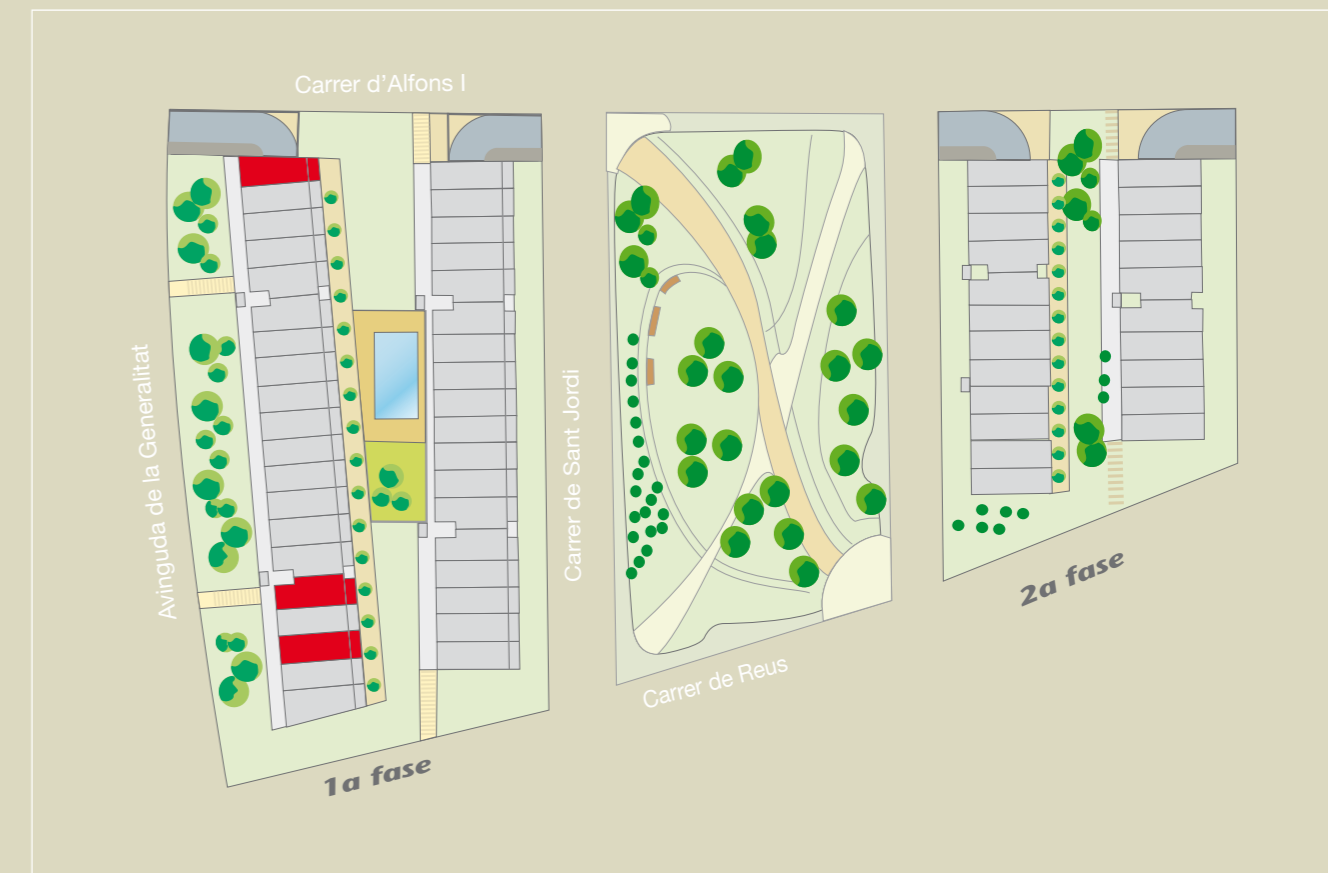 Carrer d'Alfons I
Avinguda de la Generalitat
Carrer de Sant Jordi
Carrer de Reus
1a fase
2a fase